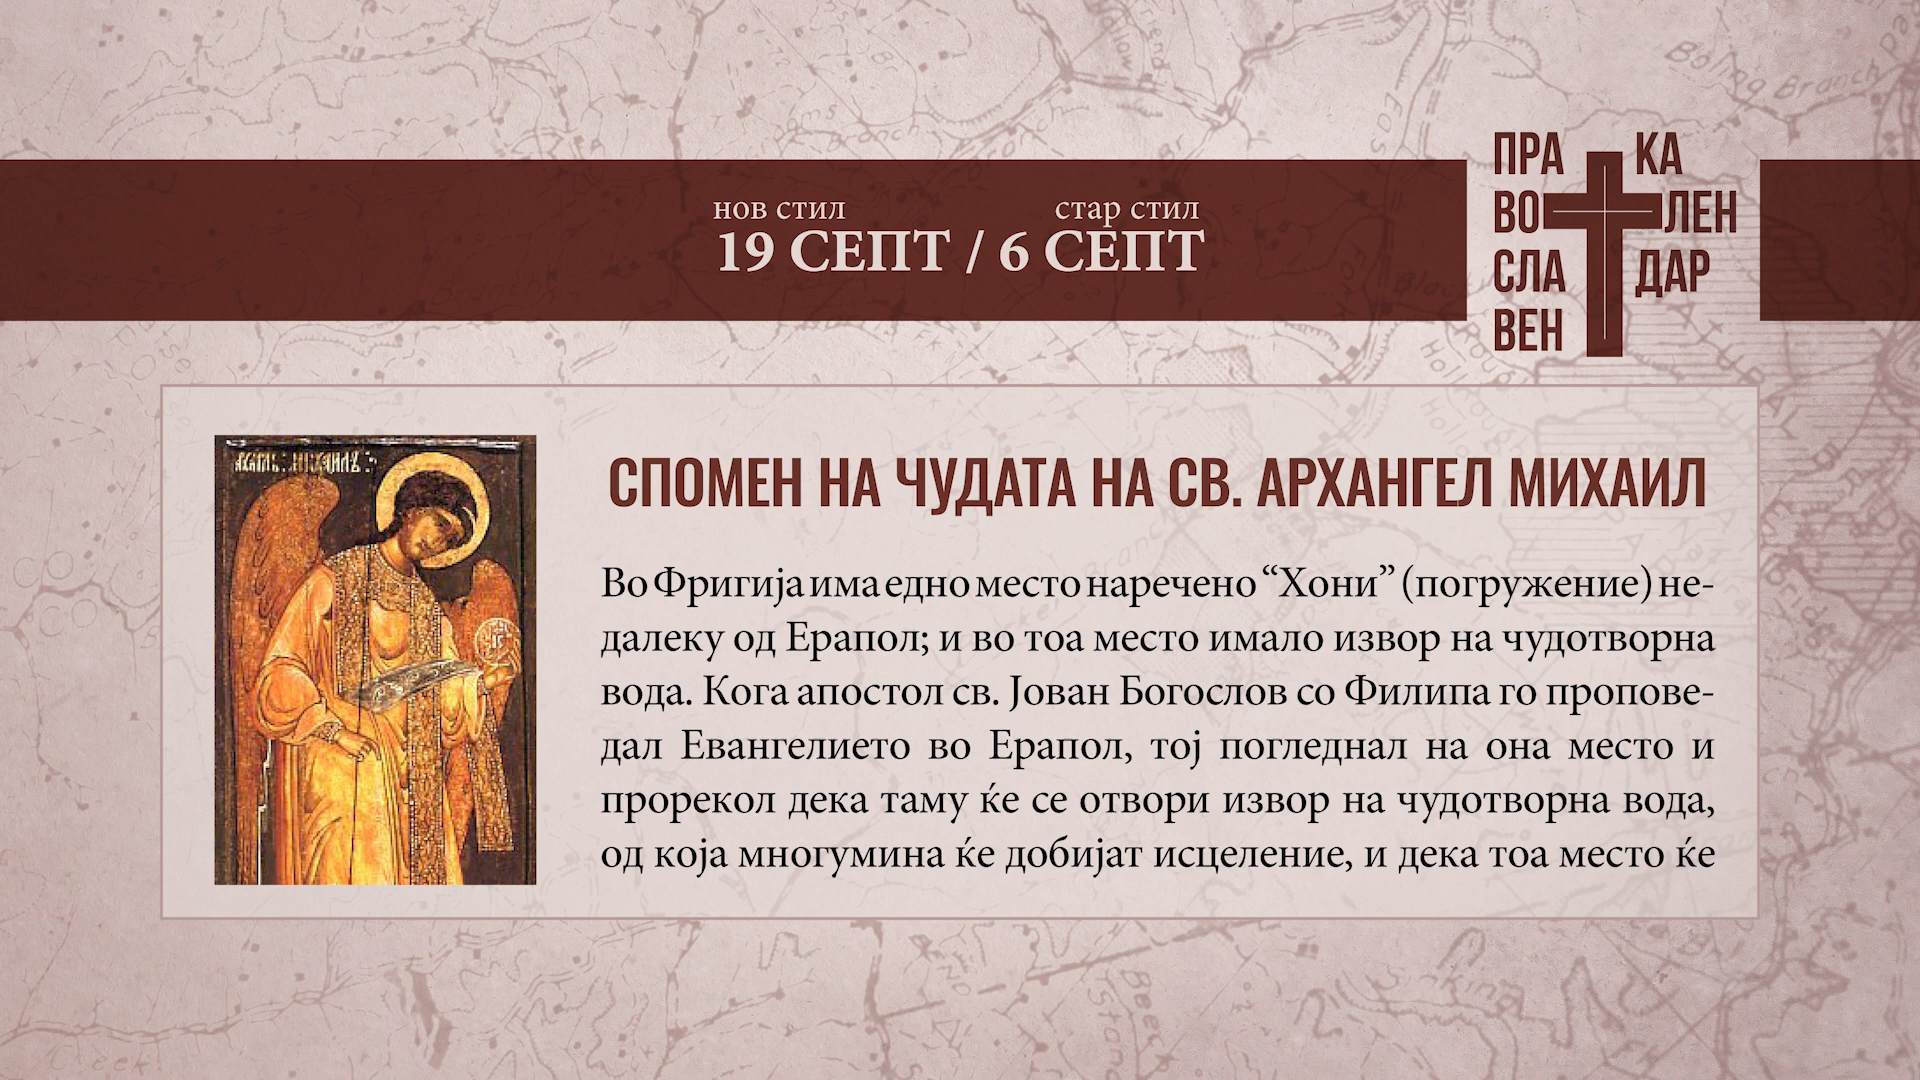 нов стил
стар стил
19 СЕПТ / 6 СЕПТ
ПРА
ВО
СЛА
ВЕН
КА
ЛЕН
ДАР
СПОМЕН НА ЧУДАТА НА СВ. АРХАНГЕЛ МИХАИЛ
Во Фригија има едно место наречено “Хони” (погружение) не-
далеку од Ерапол; и во тоа место имало извор на чудотворна
вода. Кога апостол св. Јован Богослов со Филипа го пропове-
дал Евангелието во Ерапол, тој погледнал на она место и
прорекол дека таму ќе се отвори извор на чудотворна вода,
од која многумина ќе добијат исцеление, и дека тоа место ќе
Boling Branch
Creek